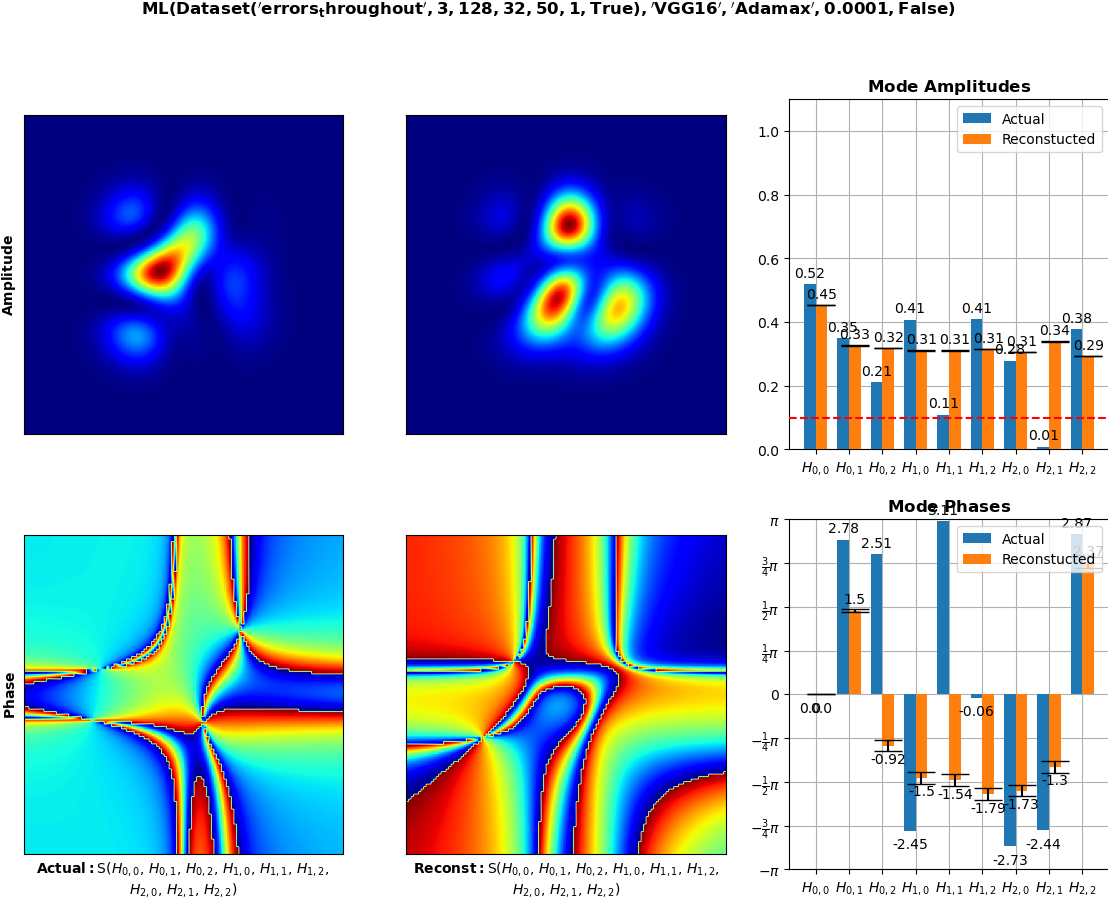 ML(Dataset('errors_throughout', 3, 128, 32, 50, 1, True), 'VGG16', 'Adamax', 0.0001, False)
Amplitude
Mode Amplitudes
Actual
Reconstucted
1.0
0.8
0.6
0.4
0.2
0.0
0.52
0.45
0.35
0.33
0.21
0.32
0.41
0.31
0.11
0.31
0.41
0.31
0.28
0.31
0.01
0.34
0.38
0.29
H0,0 H0,1 H0,2 H1,0 H1,1 H1,2 H2,0 H2,1 H2,2
Phase
Mode Phases
Actual
Reconstucted
π
3/4π
1/2π
1/4π
0
−1/4π
−1/2π
−3/4π
−π
0.0
2.78
1.5
2.51
-0.92
-2.45
-1.5
-1.54
-0.06
-1.79
-2.73
-1.73
-2.44
-1.3
2.87
2.37
H0,0 H0,1 H0,2 H1,0 H1,1 H1,2 H2,0 H2,1 H2,2
Actual: S(H0,0, H0,1, H0,2, H1,0, H1,1, H1,2,
H2,0, H2,1, H2,2)
Reconst: S(H0,0, H0,1, H0,2, H1,0, H1,1, H1,2,
H2,0, H2,1, H2,2)